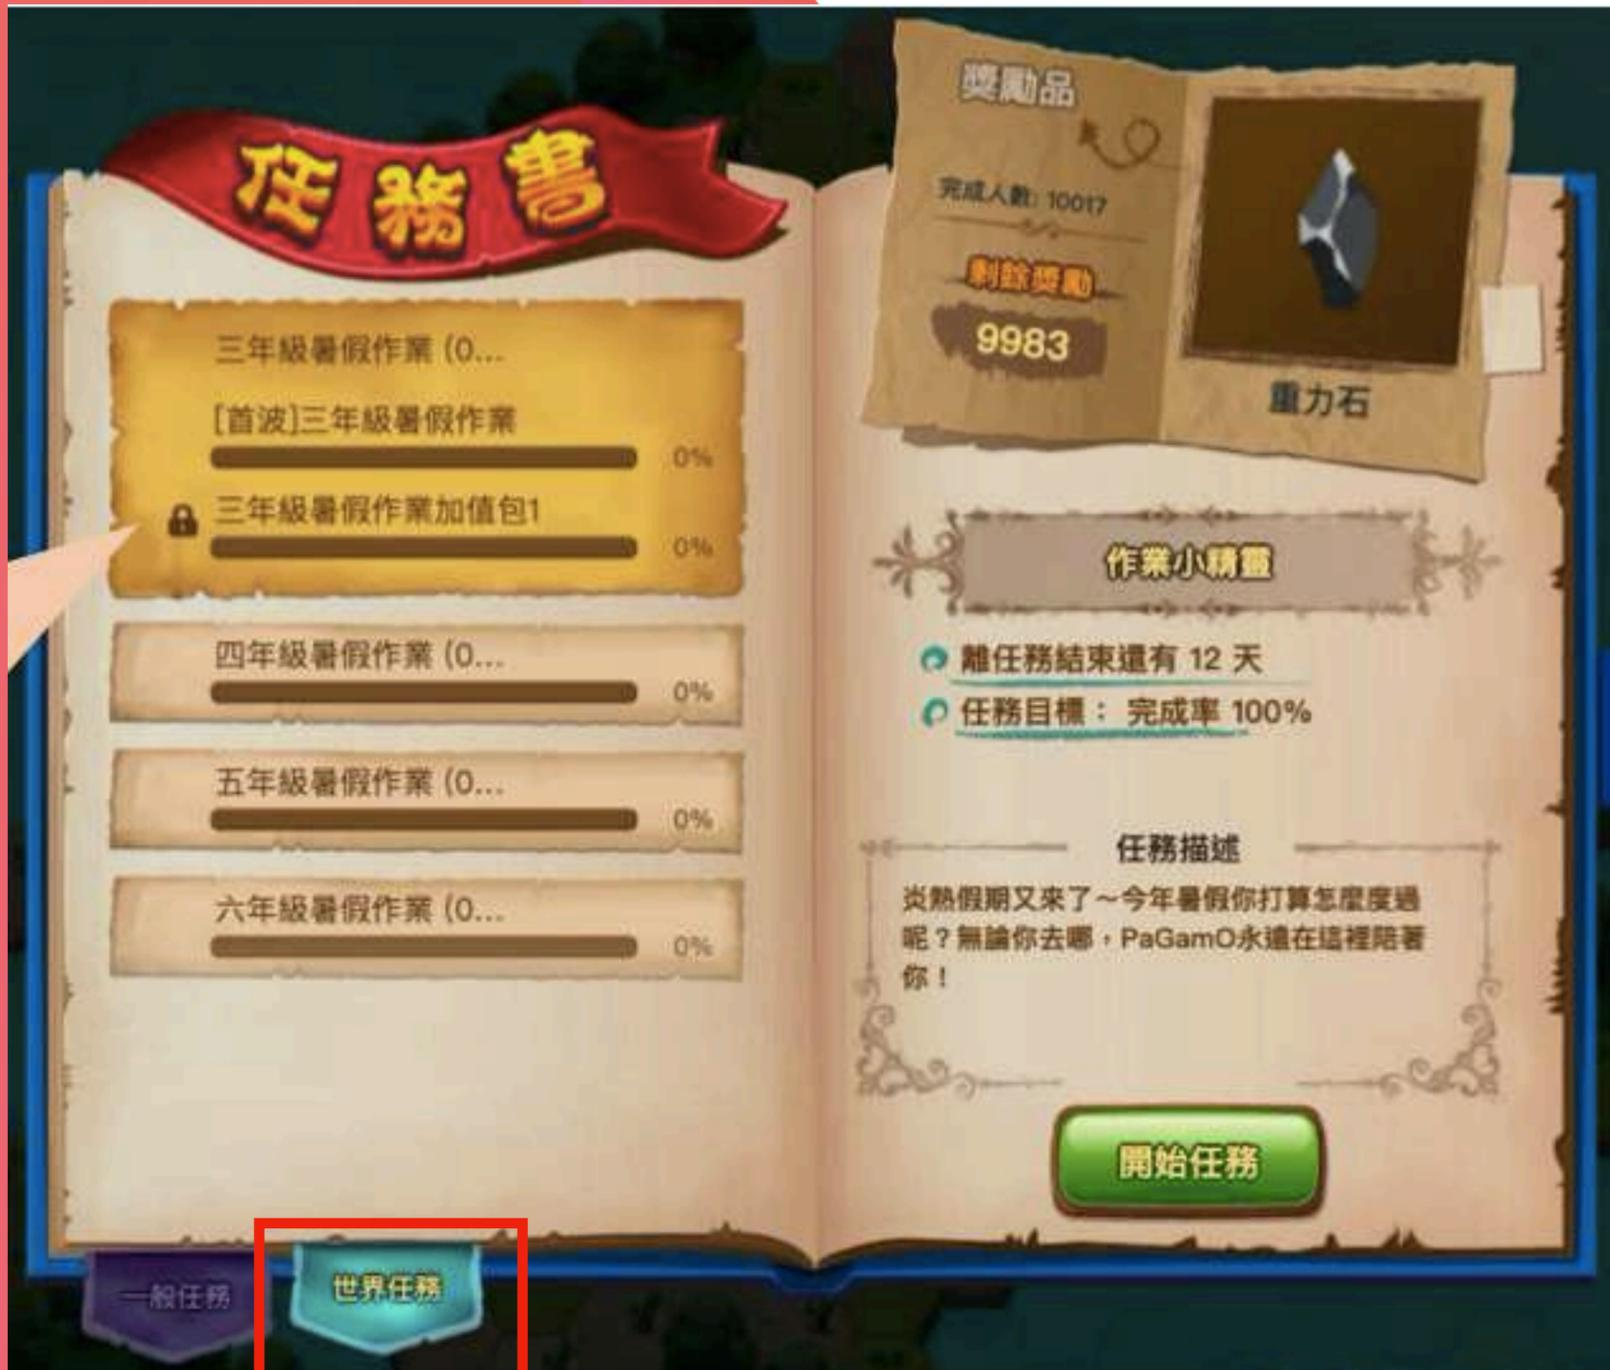 任務書
三年級暑假作業 (0...
[首波]三年級暑假作業
0%
三年級暑假作業加值包1
0%
四年級暑假作業 (0...
0%
五年級暑假作業 (0...
0%
六年級暑假作業 (0...
0%
獎勵品
完成人數: 10017
剩餘獎勵
9983
重力石
作業小精靈
離任務結束還有 12 天
任務目標： 完成率 100%
任務描述
炎熱假期又來了～今年暑假你打算怎麼度過
呢？無論你去哪，PaGamO永遠在這裡陪著
你！
開始任務
一般任務
世界任務